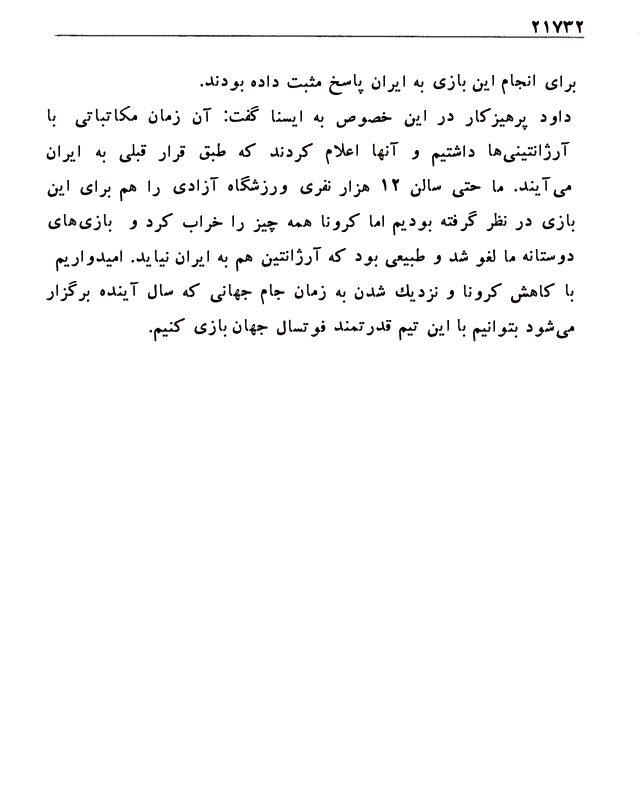 ۲۱۷۳۲
برای انجام این بازی به ایران پاسخ مثبت داده بودند.
داود پرهیزکار در این خصوص به ایسنا گفت: آن زمان مکاتباتی با
آرژانتینی‌ها داشتیم و آنها اعلام کردند که طبق قرار قبلی به ایران
می‌آیند. ما حتی سالن ۱۲ هزار نفری ورزشگاه آزادی را هم برای این
بازی در نظر گرفته بودیم اما کرونا همه چیز را خراب کرد و بازی‌های
دوستانه ما لغو شد و طبیعی بود که آرژانتین هم به ایران نیاید. امیدواریم
با کاهش کرونا و نزدیك شدن به زمان جام جهانی که سال آینده برگزار
می‌شود بتوانیم با این تیم قدرتمند فوتسال جهان بازی کنیم.